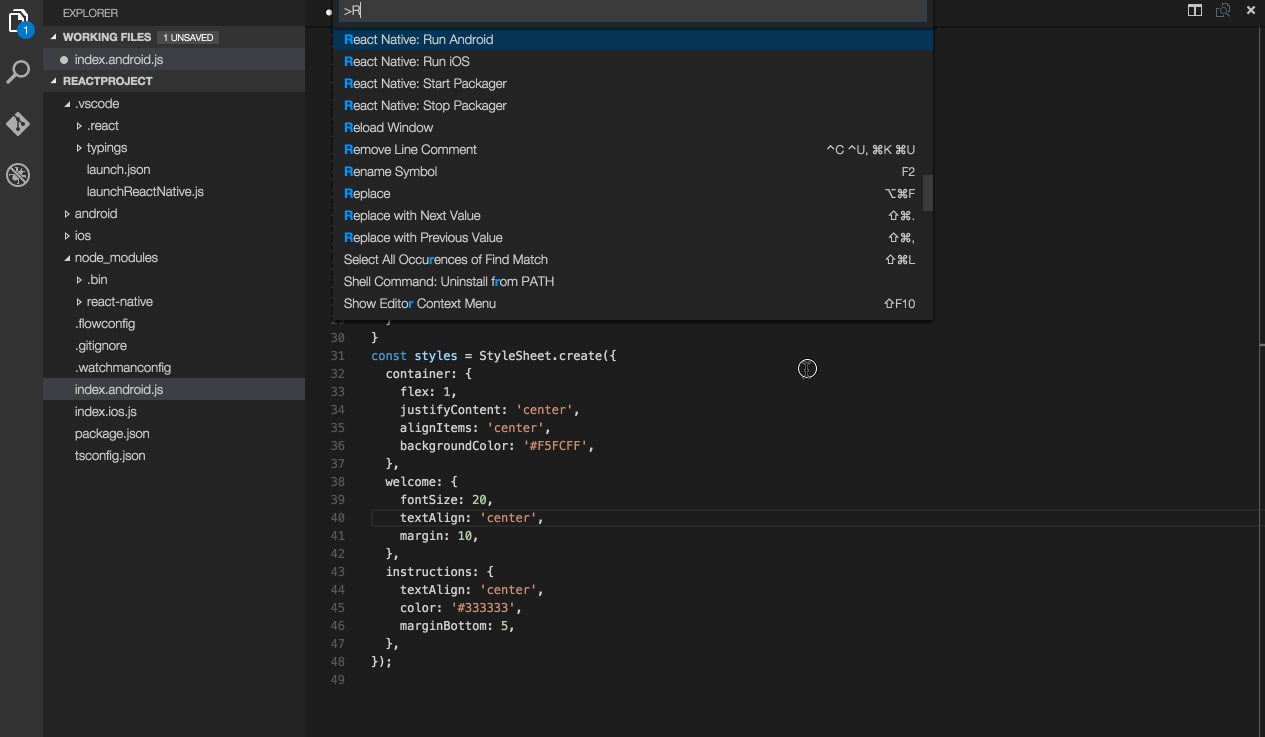 1
EXPLORER
WORKING FILES 1 UNSAVED
index.android.js
REACTPROJECT
.vscode
.react
typings
launch.json
launchReactNative.js
android
ios
node_modules
.bin
react-native
.flowconfig
.gitignore
.watchmanconfig
index.android.js
index.ios.js
package.json
tsconfig.json
>R
React Native: Run Android
React Native: Run iOS
React Native: Start Packager
React Native: Stop Packager
Reload Window
Remove Line Comment ^C ^U, ⌘K ⌘U
Rename Symbol F2
Replace ⌥⌘F
Replace with Next Value ⇧⌘.
Replace with Previous Value ⇧⌘,
Select All Occurences of Find Match ⇧⌘L
Shell Command: Uninstall from PATH
Show Editor Context Menu ⇧F10
29 }
30 }
31 const styles = StyleSheet.create({
32 container: {
33 flex: 1,
34 justifyContent: 'center',
35 alignItems: 'center',
36 backgroundColor: '#F5FCFF',
37 },
38 welcome: {
39 fontSize: 20,
40 textAlign: 'center',
41 margin: 10,
42 },
43 instructions: {
44 textAlign: 'center',
45 color: '#333333',
46 marginBottom: 5,
47 },
48 });
49